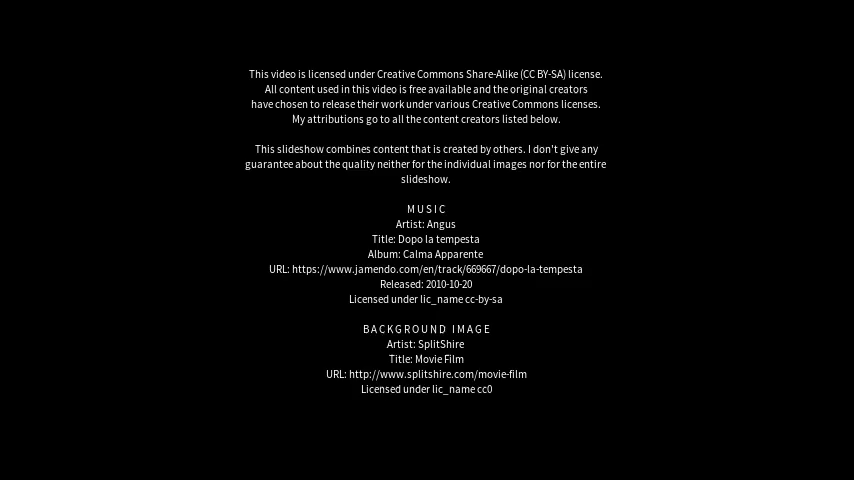 This video is licensed under Creative Commons Share-Alike (CC BY-SA) license.
All content used in this video is free available and the original creators
have chosen to release their work under various Creative Commons licenses.
My attributions go to all the content creators listed below.
This slideshow combines content that is created by others. I don't give any
guarantee about the quality neither for the individual images nor for the entire
slideshow.
MUSIC
Artist: Angus
Title: Dopo la tempesta
Album: Calma Apparente
URL: https://www.jamendo.com/en/track/669667/dopo-la-tempesta
Released: 2010-10-20
Licensed under lic_name cc-by-sa
BACKGROUND IMAGE
Artist: SplitShire
Title: Movie Film
URL: http://www.splitshire.com/movie-film
Licensed under lic_name cc0